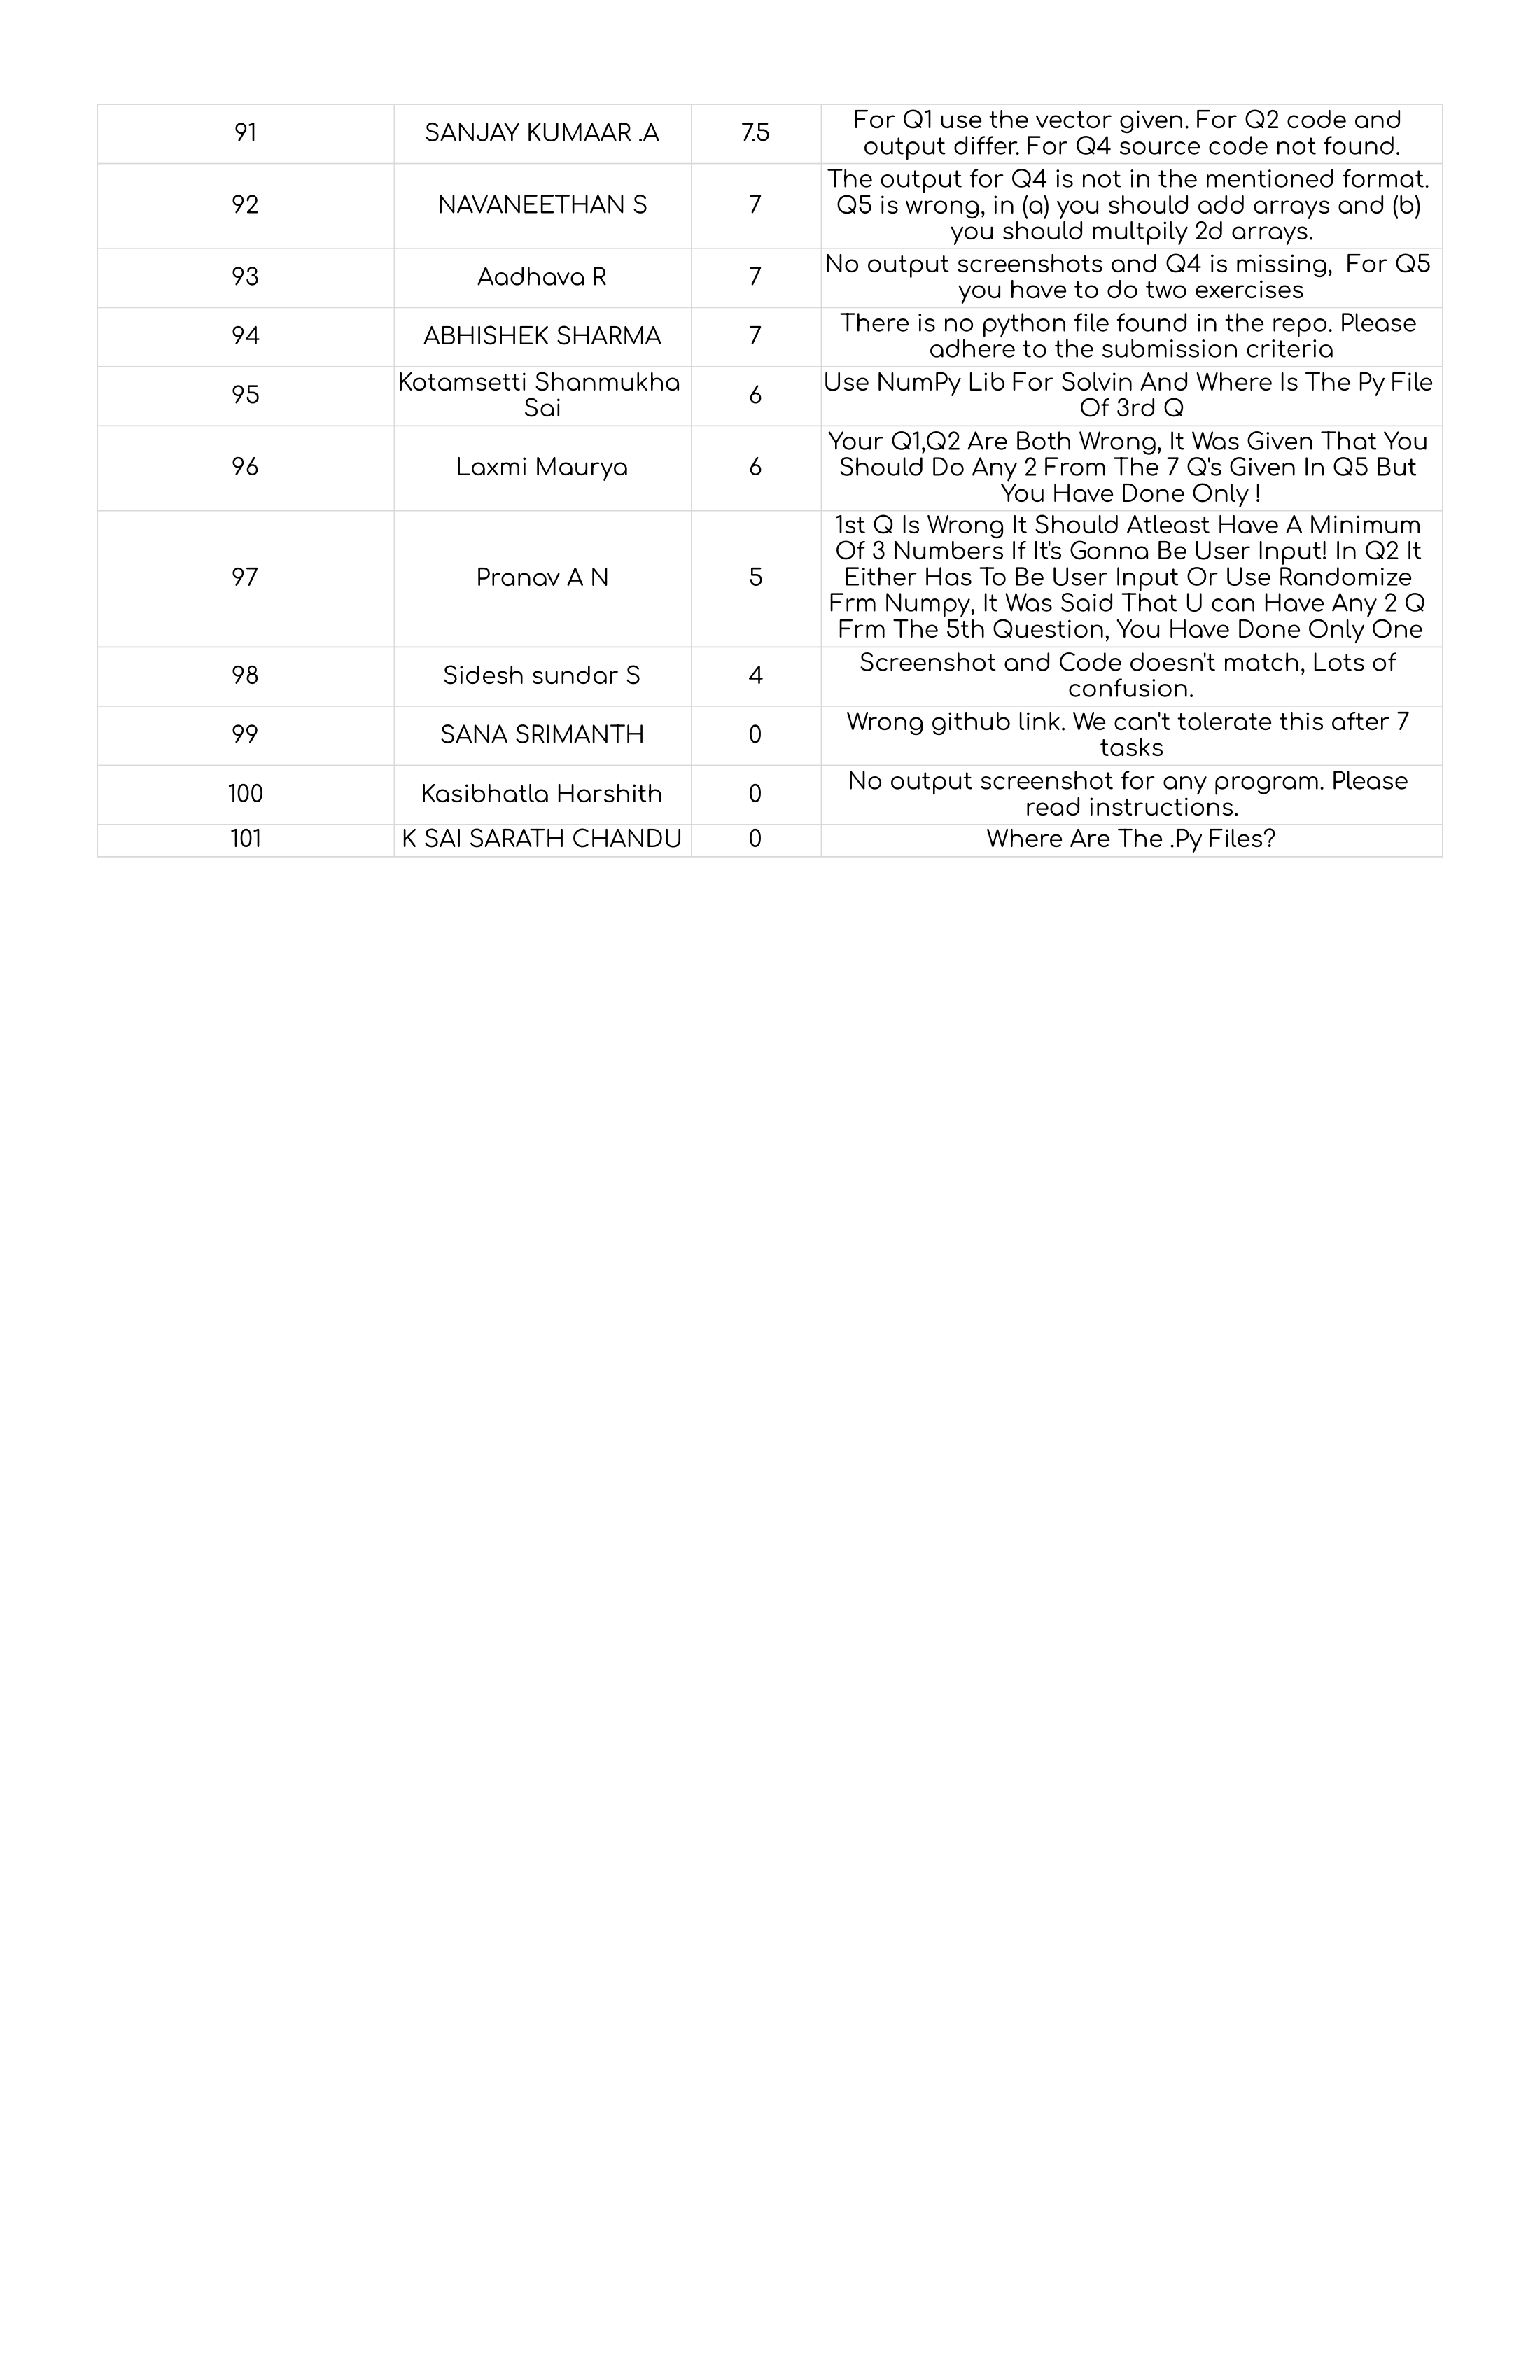 91 SANJAY KUMAAR .A 7.5 For Q1 use the vector given. For Q2 code and
output differ. For Q4 source code not found.
92 NAVANEETHAN S 7 The output for Q4 is not in the mentioned format.
Q5 is wrong, in (a) you should add arrays and (b)
you should multpily 2d arrays.
93 Aadhava R 7 No output screenshots and Q4 is missing,  For Q5
you have to do two exercises
94 ABHISHEK SHARMA 7 There is no python file found in the repo. Please
adhere to the submission criteria
95 Kotamsetti Shanmukha
Sai 6 Use NumPy Lib For Solvin And Where Is The Py File
Of 3rd Q
96 Laxmi Maurya 6 Your Q1,Q2 Are Both Wrong, It Was Given That You
Should Do Any 2 From The 7 Q's Given In Q5 But
You Have Done Only !
97 Pranav A N 5 1st Q Is Wrong It Should Atleast Have A Minimum
Of 3 Numbers If It's Gonna Be User Input! In Q2 It
Either Has To Be User Input Or Use Randomize
Frm Numpy, It Was Said That U can Have Any 2 Q
Frm The 5th Question, You Have Done Only One
98 Sidesh sundar S 4 Screenshot and Code doesn't match, Lots of
confusion.
99 SANA SRIMANTH 0 Wrong github link. We can't tolerate this after 7
tasks
100 Kasibhatla Harshith 0 No output screenshot for any program. Please
read instructions.
101 K SAI SARATH CHANDU 0 Where Are The .Py Files?